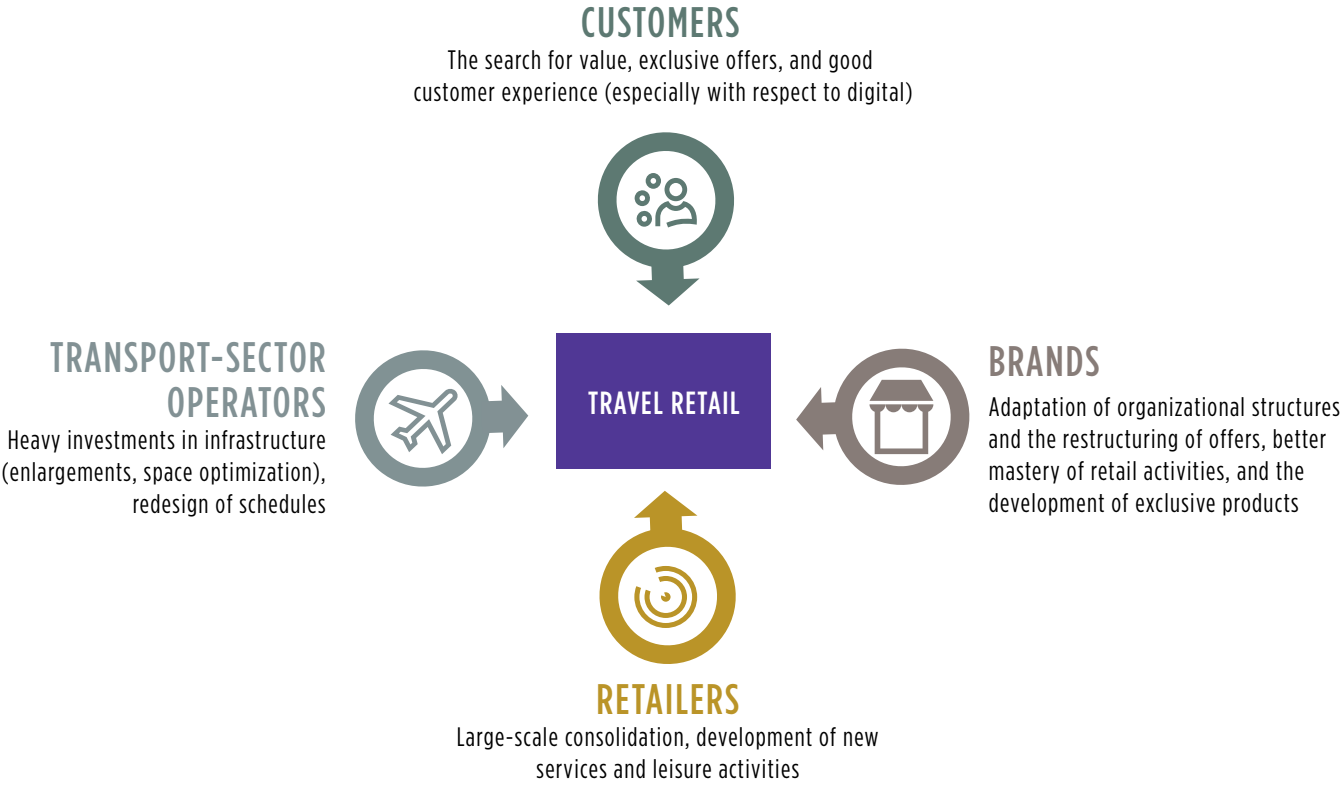 CUSTOMERS
The search for value, exclusive offers, and good
customer experience (especially with respect to digital)
TRANSPORT-SECTOR
OPERATORS
Heavy investments in infrastructure
(enlargements, space optimization),
redesign of schedules
TRAVEL RETAIL
BRANDS
Adaptation of organizational structures
and the restructuring of offers, better
mastery of retail activities, and the
development of exclusive products
RETAILERS
Large-scale consolidation, development of new
services and leisure activities